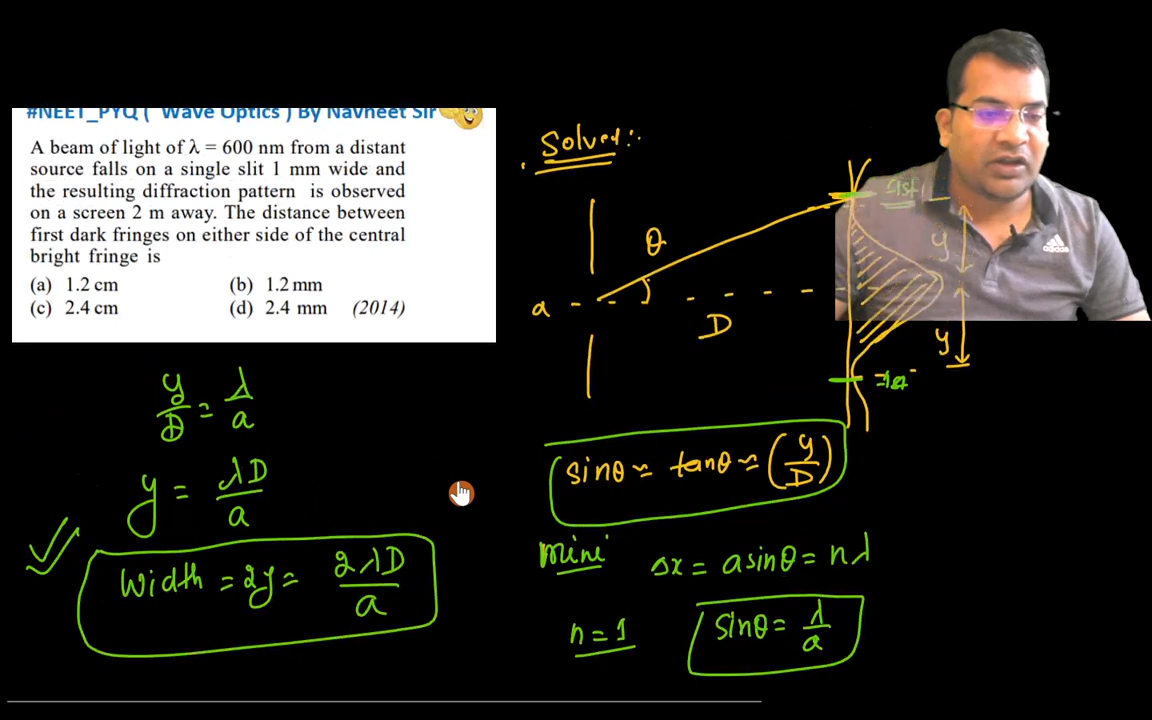 #NEET_PYQ ( Wave Optics ) By Navneet Sir
A beam of light of λ = 600 nm from a distant
source falls on a single slit 1 mm wide and
the resulting diffraction pattern is observed
on a screen 2 m away. The distance between
first dark fringes on either side of the central
bright fringe is
(a) 1.2 cm (b) 1.2 mm
(c) 2.4 cm (d) 2.4 mm (2014)
y/D = λ/a
y = λD/a
Width = 2y = 2λD/a
θ
a
D
1st
y
y
1st
adidas
sinθ ≈ tanθ ≈ (y/D)
mini Δx = a sinθ = nλ
n = 1 sinθ = λ/a